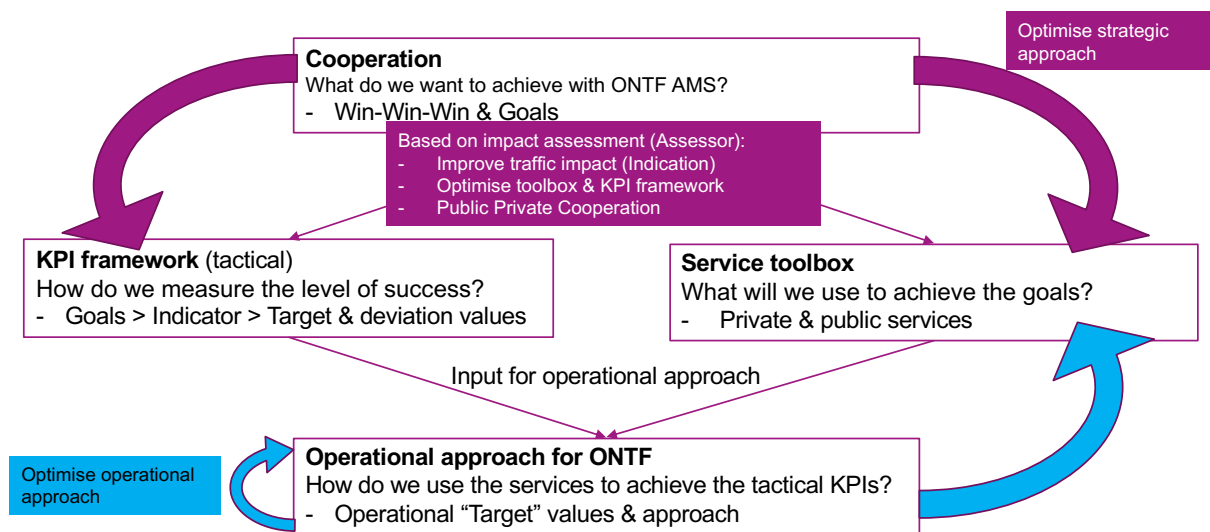 Optimise strategic
approach
Cooperation
What do we want to achieve with ONTF AMS?
- Win-Win-Win & Goals
Based on impact assessment (Assessor):
- Improve traffic impact (Indication)
- Optimise toolbox & KPI framework
- Public Private Cooperation
KPI framework (tactical)
How do we measure the level of success?
- Goals > Indicator > Target & deviation values
Service toolbox
What will we use to achieve the goals?
- Private & public services
Input for operational approach
Optimise operational
approach
Operational approach for ONTF
How do we use the services to achieve the tactical KPIs?
- Operational “Target” values & approach